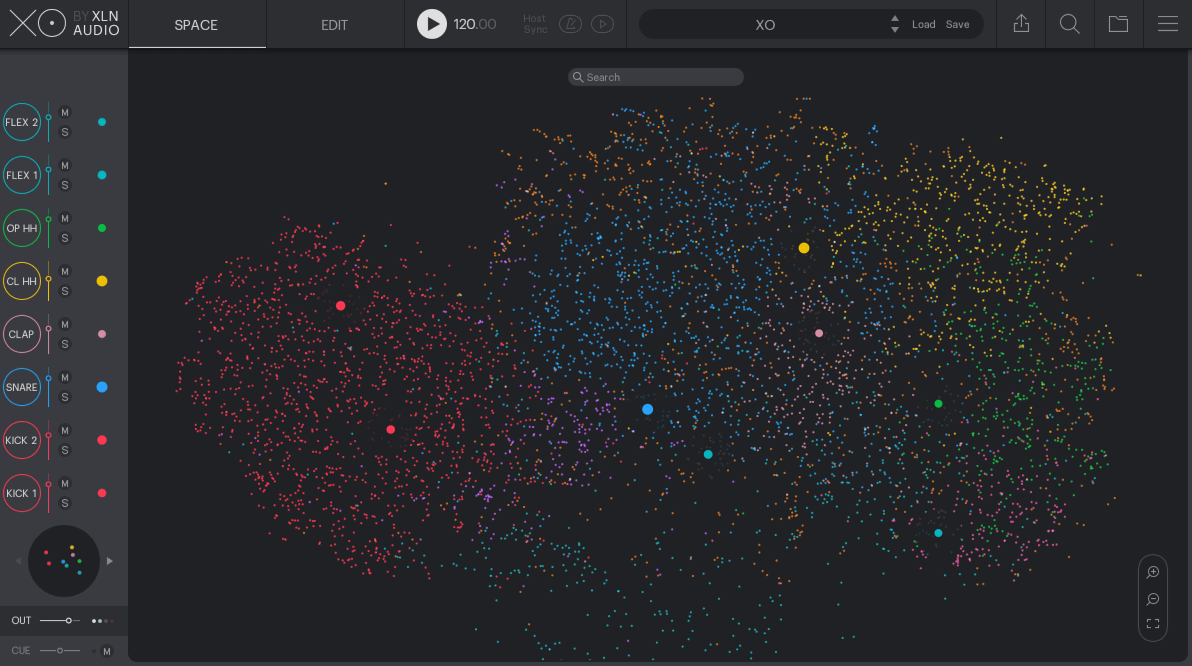 XO BY XLN AUDIO
SPACE
EDIT
120.00
Host Sync
XO
Load
Save
Search
FLEX 2
M
S
FLEX 1
M
S
OP HH
M
S
CL HH
M
S
CLAP
M
S
SNARE
M
S
KICK 2
M
S
KICK 1
M
S
OUT
CUE
M